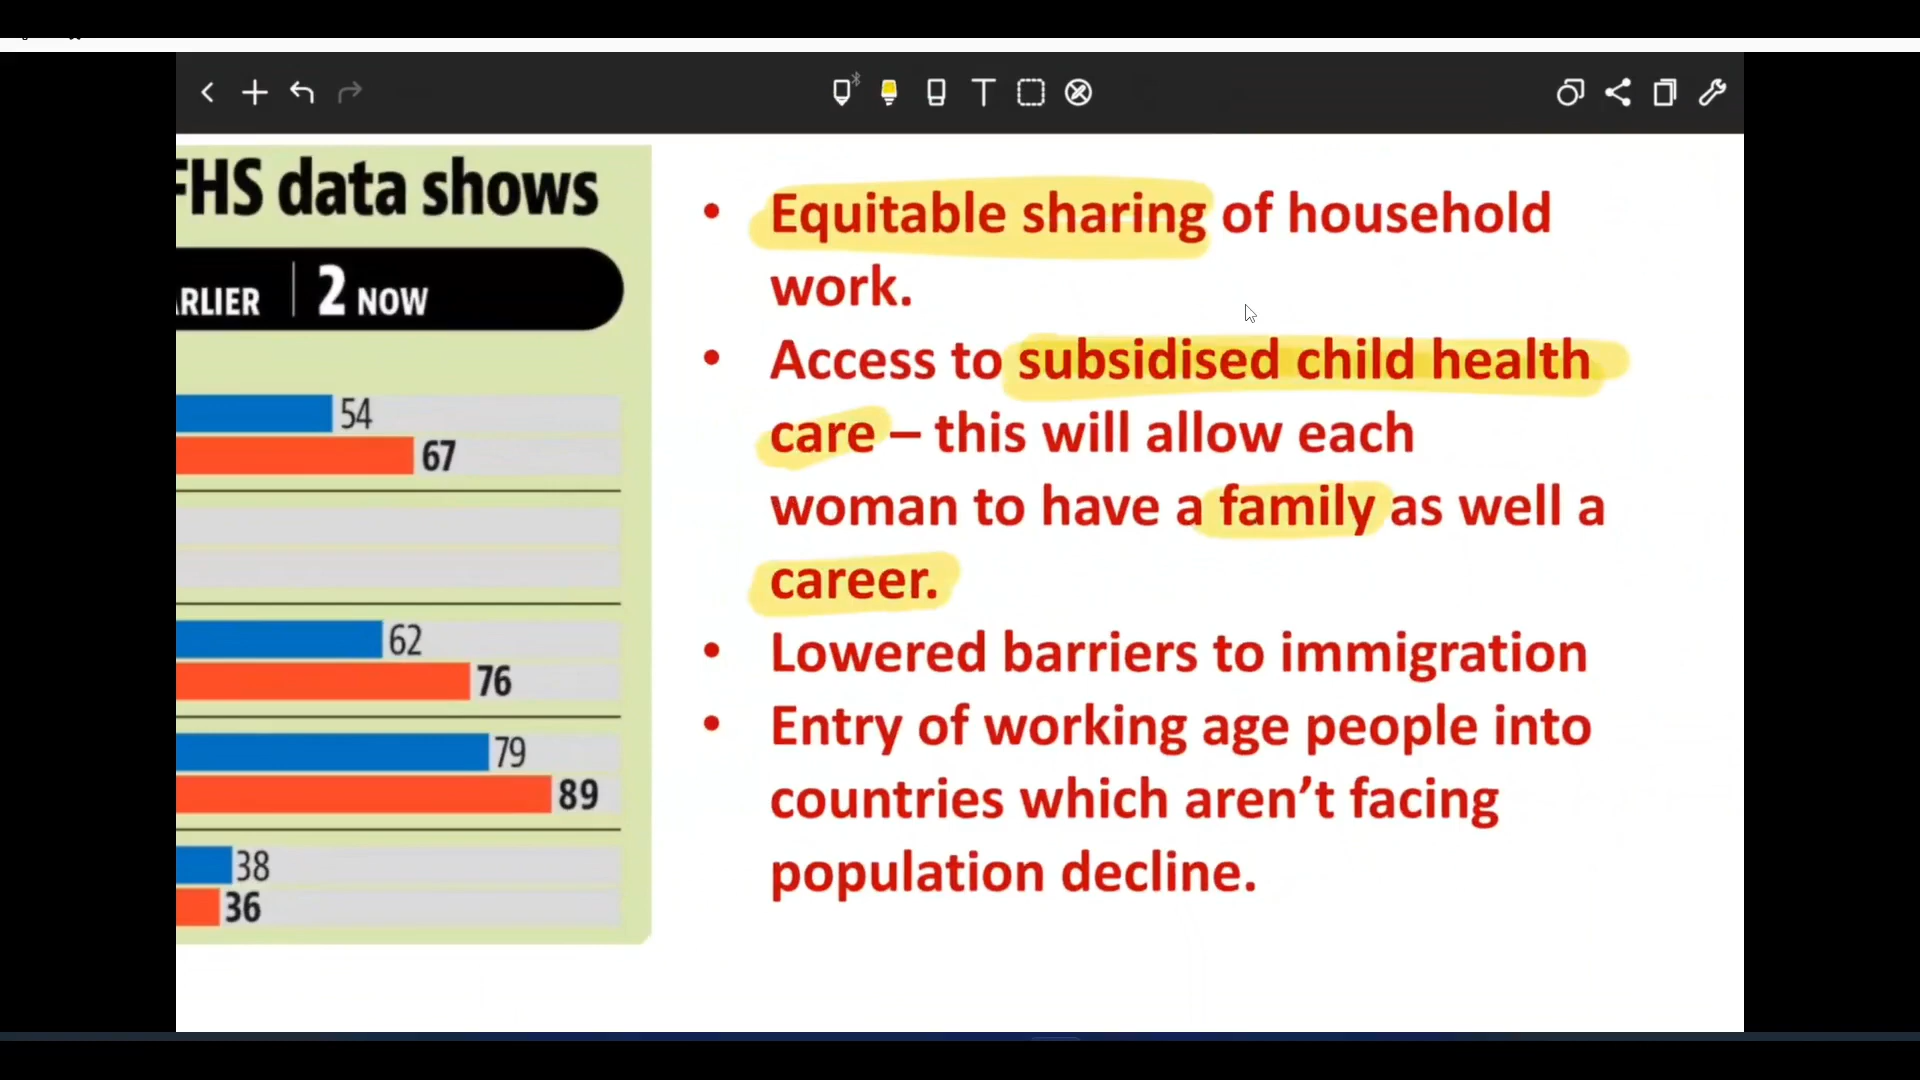 FHS data shows
RLIER 2 NOW
54
67
62
76
79
89
38
36
• Equitable sharing of household
work.
• Access to subsidised child health
care – this will allow each
woman to have a family as well a
career.
• Lowered barriers to immigration
• Entry of working age people into
countries which aren’t facing
population decline.